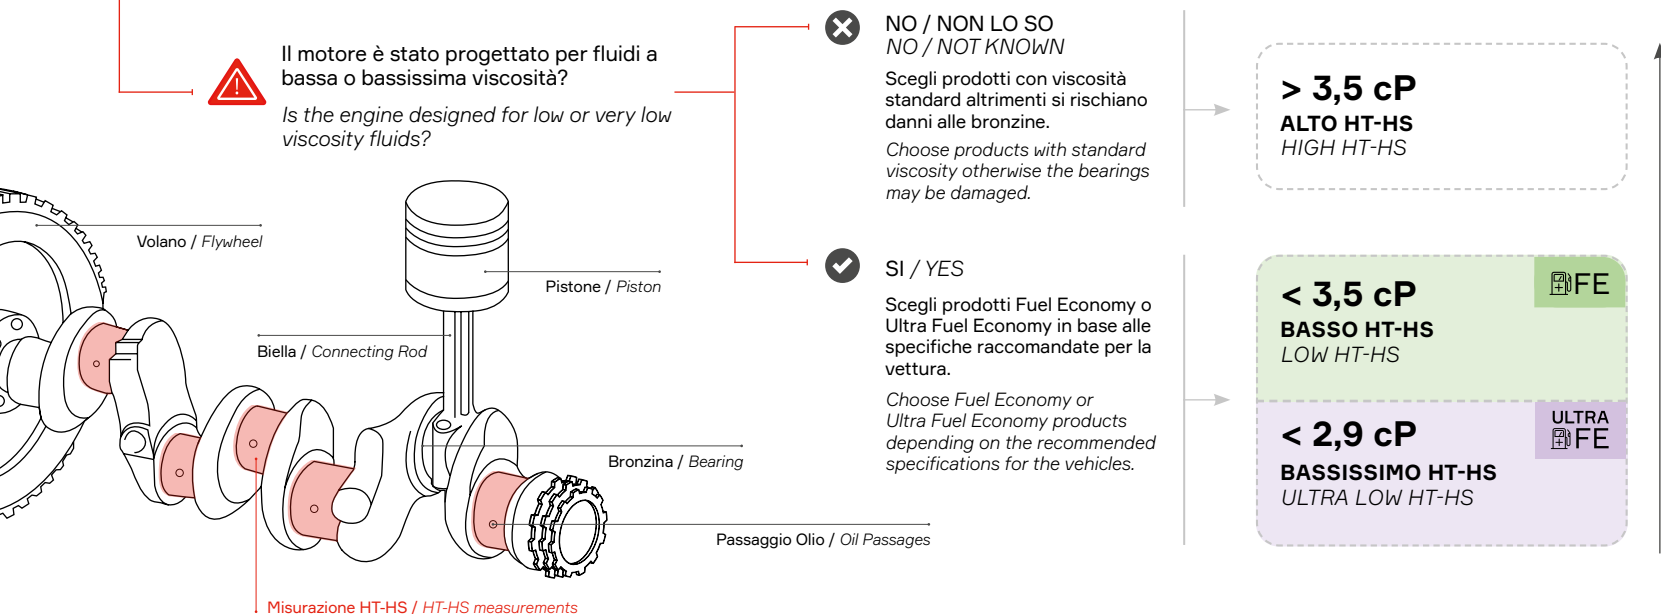 Il motore è stato progettato per fluidi a
bassa o bassissima viscosità?
Is the engine designed for low or very low
viscosity fluids?
NO / NON LO SO
NO / NOT KNOWN
Scegli prodotti con viscosità
standard altrimenti si rischiano
danni alle bronzine.
Choose products with standard
viscosity otherwise the bearings
may be damaged.
> 3,5 cP
ALTO HT-HS
HIGH HT-HS
SI / YES
Scegli prodotti Fuel Economy o
Ultra Fuel Economy in base alle
specifiche raccomandate per la
vettura.
Choose Fuel Economy or
Ultra Fuel Economy products
depending on the recommended
specifications for the vehicles.
< 3,5 cP
BASSO HT-HS
LOW HT-HS
FE
< 2,9 cP
BASSISSIMO HT-HS
ULTRA LOW HT-HS
ULTRA
FE
Volano / Flywheel
Pistone / Piston
Biella / Connecting Rod
Bronzina / Bearing
Passaggio Olio / Oil Passages
Misurazione HT-HS / HT-HS measurements